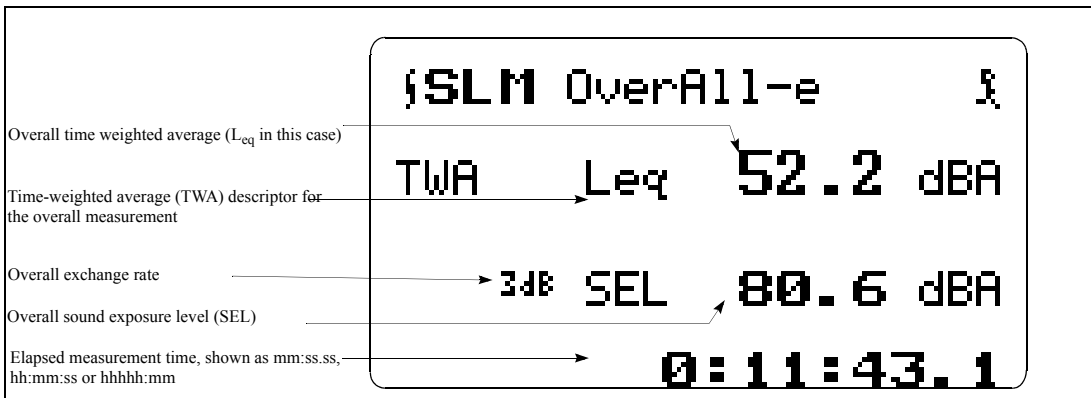 SLM OverAll-e
Overall time weighted average (Leq in this case)
TWA Leq 52.2 dBA
Time-weighted average (TWA) descriptor for
the overall measurement
Overall exchange rate
3dB SEL 80.6 dBA
Overall sound exposure level (SEL)
Elapsed measurement time, shown as mm:ss.ss,
hh:mm:ss or hhhhh:mm
0:11:43.1